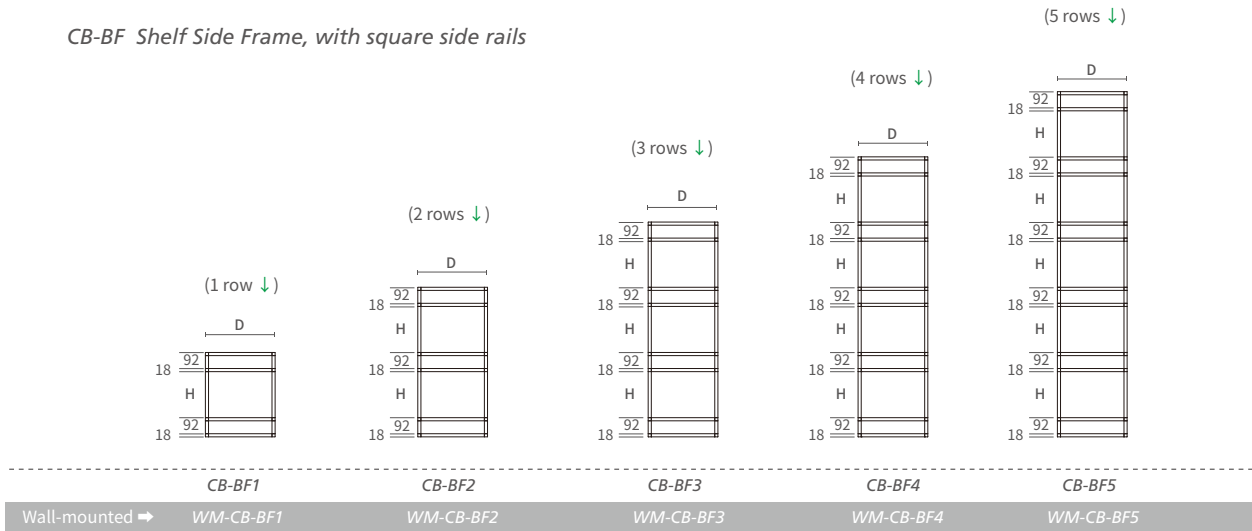 CB-BF Shelf Side Frame, with square side rails
(1 row ↓)
D
92
18
H
92
18
(2 rows ↓)
D
92
18
H
92
18
H
92
18
(3 rows ↓)
D
92
18
H
92
18
H
92
18
H
92
18
(4 rows ↓)
D
92
18
H
92
18
H
92
18
H
92
18
H
92
18
(5 rows ↓)
D
92
18
H
92
18
H
92
18
H
92
18
H
92
18
H
92
18
CB-BF1 CB-BF2 CB-BF3 CB-BF4 CB-BF5
Wall-mounted ➡ WM-CB-BF1 WM-CB-BF2 WM-CB-BF3 WM-CB-BF4 WM-CB-BF5